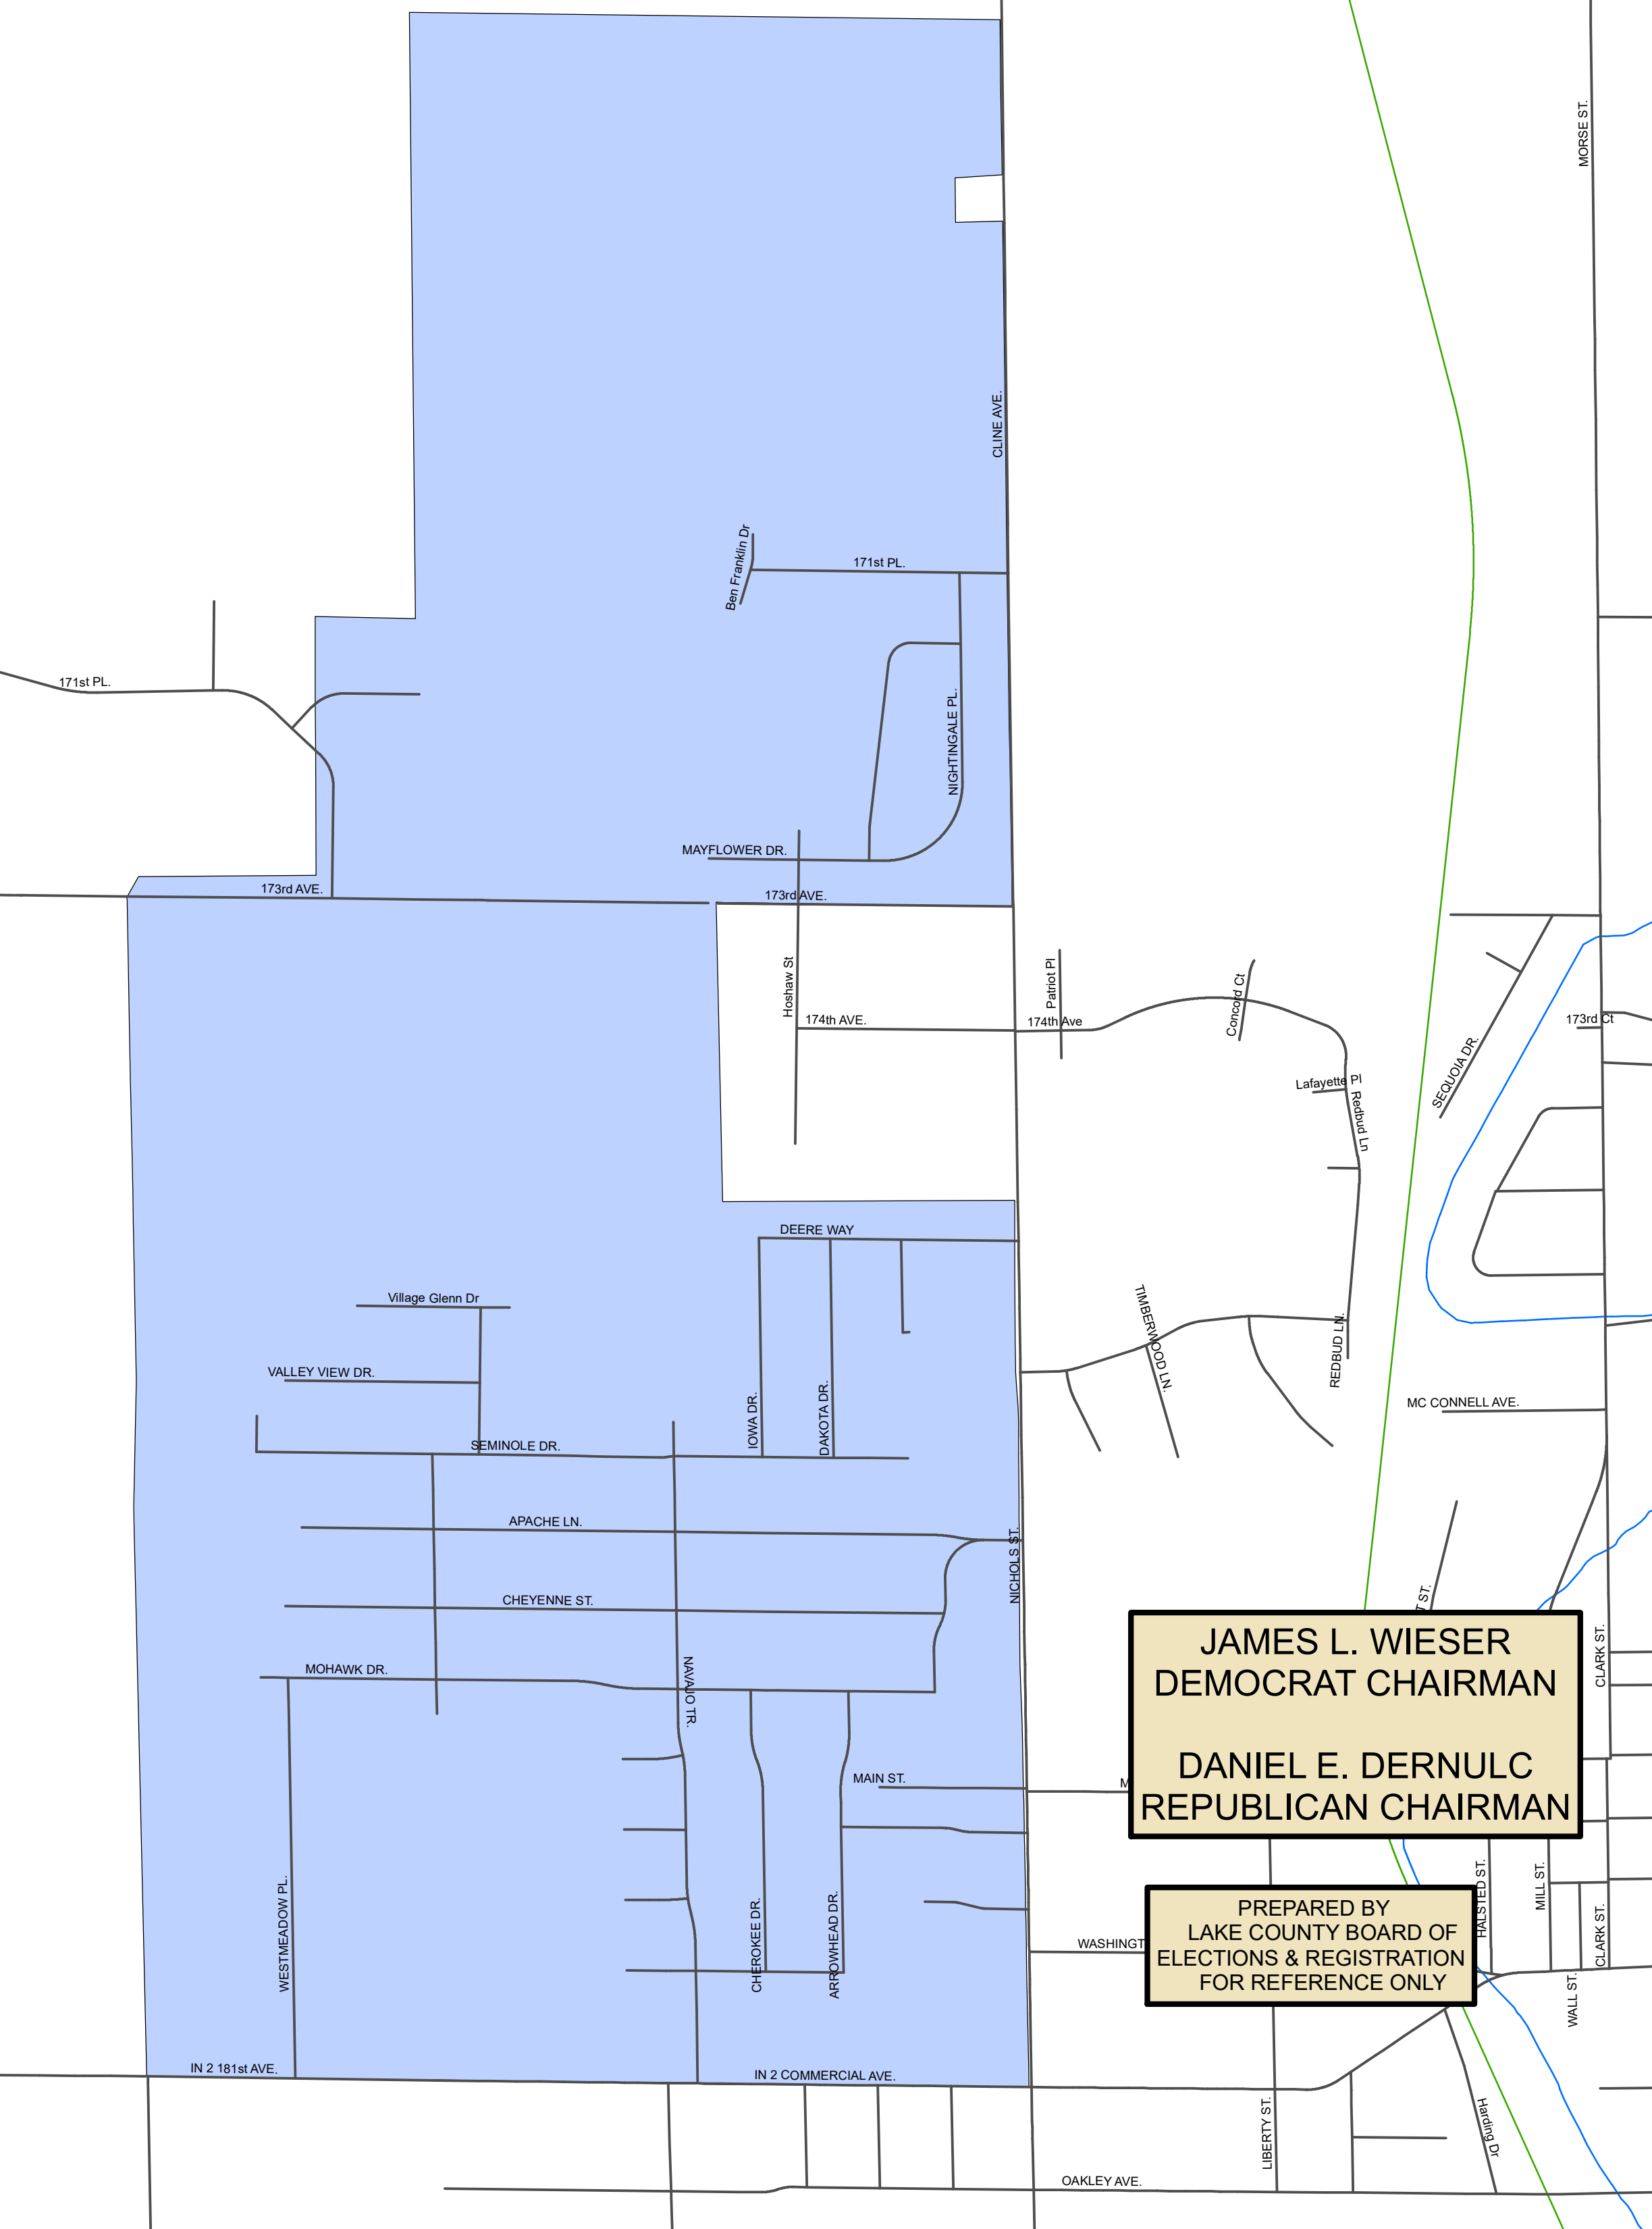 MORSE ST.
CLINE AVE.
Ben Franklin Dr
171st PL.
171st PL.
NIGHTINGALE PL.
MAYFLOWER DR.
173rd AVE.
173rd AVE.
Hoshaw St
174th AVE.
Patriot Pl
174th Ave
Concord Ct
173rd Ct
SEQUOIA DR.
Lafayette Pl
Redbud Ln
DEERE WAY
Village Glenn Dr
VALLEY VIEW DR.
TIMBERWOOD LN.
REDBUD LN.
IOWA DR.
DAKOTA DR.
MC CONNELL AVE.
SEMINOLE DR.
APACHE LN.
NICHOLS ST.
CHEYENNE ST.
MOHAWK DR.
NAVAJO TR.
T ST.
CLARK ST.
JAMES L. WIESER
DEMOCRAT CHAIRMAN
DANIEL E. DERNULC
REPUBLICAN CHAIRMAN
MAIN ST.
M
WESTMEADOW PL.
CHEROKEE DR.
ARROWHEAD DR.
HALSTED ST.
MILL ST.
CLARK ST.
WASHINGT
PREPARED BY
LAKE COUNTY BOARD OF
ELECTIONS & REGISTRATION
FOR REFERENCE ONLY
WALL ST.
IN 2 181st AVE.
IN 2 COMMERCIAL AVE.
LIBERTY ST.
Harding Dr
OAKLEY AVE.